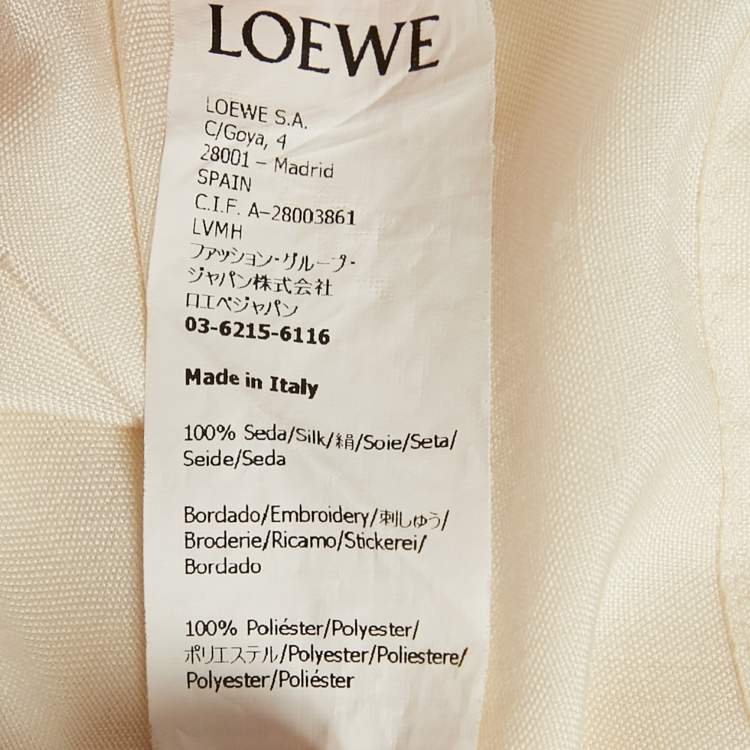 LOEWE
LOEWE S.A.
C/Goya, 4
28001 – Madrid
SPAIN
C.I.F. A–28003861
LVMH
ファッション・グループ・
ジャパン株式会社
ロエベジャパン
03-6215-6116
Made in Italy
100% Seda/Silk/絹/Soie/Seta/
Seide/Seda
Bordado/Embroidery/刺しゅう/
Broderie/Ricamo/Stickerei/
Bordado
100% Poliéster/Polyester/
ポリエステル/Polyester/Poliestere/
Polyester/Poliéster